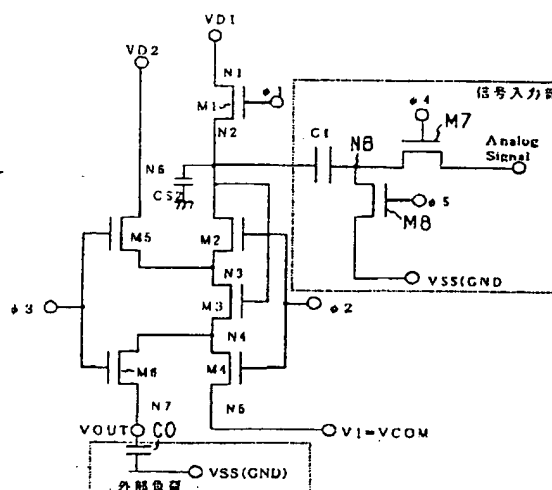 VD1
VD2
N1
M1
φ1
N2
信号入力部
φ4
M7
Analog
Signal
C1
N8
N6
CS2
φ5
M8
M5
M2
N3
VSS(GND
M3
φ3
φ2
N4
M6
M4
N7
N5
VOUT
CO
V1=VCOM
VSS(GND)
外部負荷